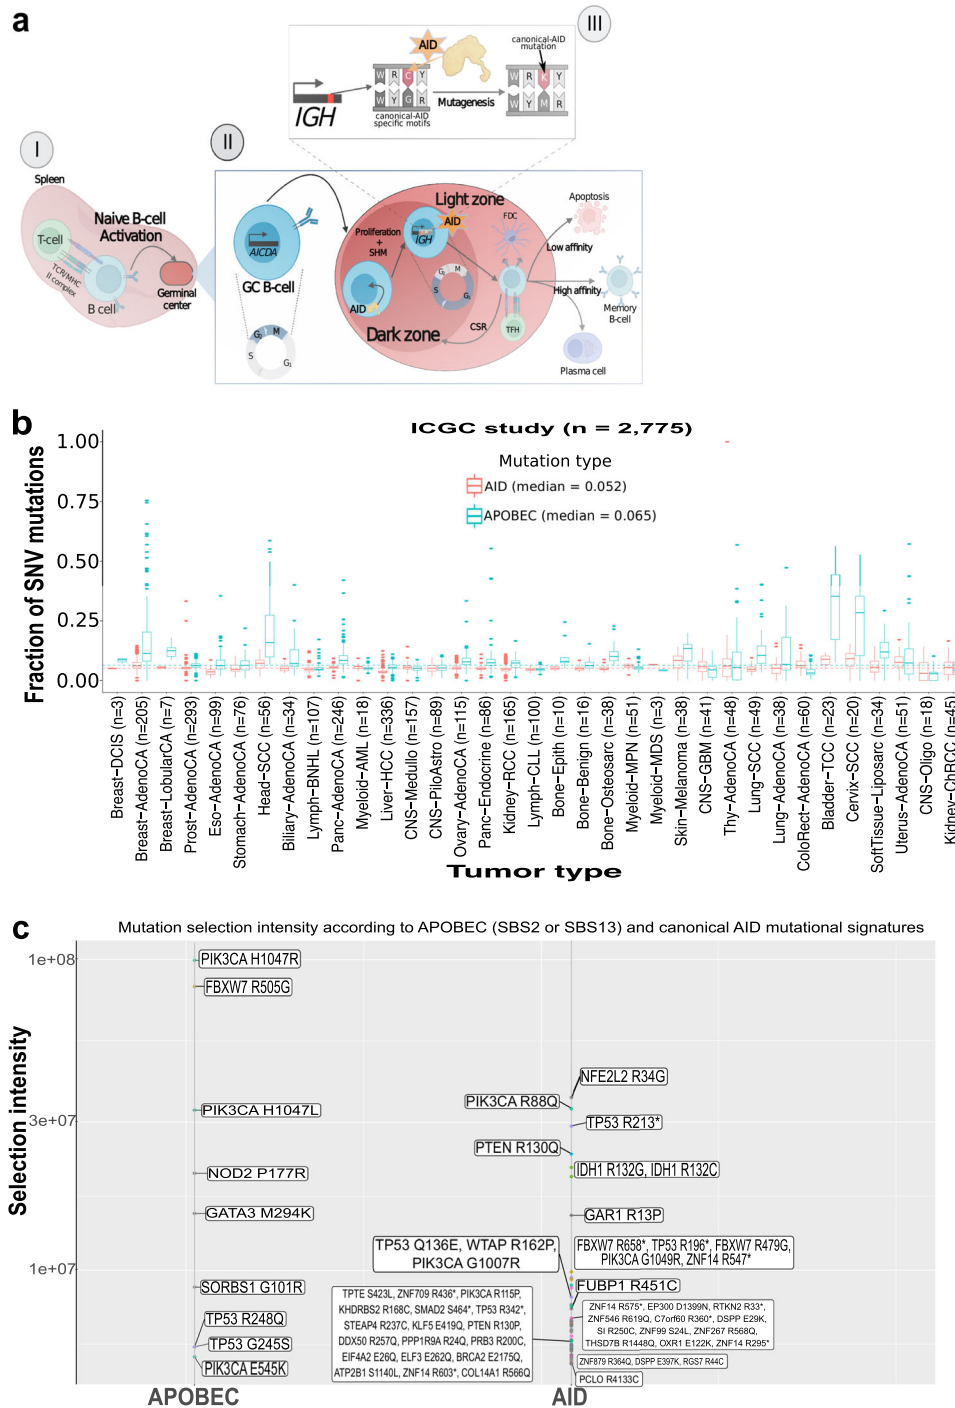 a
III
AID
canonical-AID
mutation
W R C Y
W Y G R
W R K Y
W Y M R
IGH
canonical-AID
specific motifs
Mutagenesis
I
II
Spleen
Naive B-cell
Activation
T-cell
TCR/MHC
II complex
B cell
Germinal
center
AICDA
GC B-cell
G₂ M
S
G₁
Light zone
Proliferation
+
SHM
IGH
AID
FDC
Apoptosis
Low affinity
High affinity
Memory
B-cell
AID
G₂ M
S G₁
Dark zone
CSR
TFH
Plasma cell
b
ICGC study (n = 2,775)
Mutation type
AID (median = 0.052)
APOBEC (median = 0.065)
Fraction of SNV mutations
1.00
0.75
0.50
0.25
0.00
Breast−DCIS (n=3)
Breast−AdenoCA (n=205)
Breast−LobularCA (n=7)
Prost−AdenoCA (n=293)
Eso−AdenoCA (n=99)
Stomach−AdenoCA (n=76)
Head−SCC (n=56)
Biliary−AdenoCA (n=34)
Lymph−BNHL (n=107)
Panc−AdenoCA (n=246)
Myeloid−AML (n=18)
Liver−HCC (n=336)
CNS−Medullo (n=157)
CNS−PiloAstro (n=89)
Ovary−AdenoCA (n=115)
Panc−Endocrine (n=86)
Kidney−RCC (n=165)
Lymph−CLL (n=100)
Bone−Epith (n=10)
Bone−Benign (n=16)
Bone−Osteosarc (n=38)
Myeloid−MPN (n=51)
Myeloid−MDS (n=3)
Skin−Melanoma (n=38)
CNS−GBM (n=41)
Thy−AdenoCA (n=48)
Lung−SCC (n=49)
Lung−AdenoCA (n=38)
ColoRect−AdenoCA (n=60)
Bladder−TCC (n=23)
Cervix−SCC (n=20)
SoftTissue−Liposarc (n=34)
Uterus−AdenoCA (n=51)
CNS−Oligo (n=18)
Kidney−ChRCC (n=45)
Tumor type
c
Mutation selection intensity according to APOBEC (SBS2 or SBS13) and canonical AID mutational signatures
Selection intensity
1e+08
3e+07
1e+07
PIK3CA H1047R
FBXW7 R505G
PIK3CA H1047L
NOD2 P177R
GATA3 M294K
SORBS1 G101R
TP53 R248Q
TP53 G245S
PIK3CA E545K
NFE2L2 R34G
PIK3CA R88Q
TP53 R213*
PTEN R130Q
IDH1 R132G, IDH1 R132C
GAR1 R13P
TP53 Q136E, WTAP R162P,
PIK3CA G1007R
FBXW7 R658*, TP53 R196*, FBXW7 R479G,
PIK3CA G1049R, ZNF14 R547*
FUBP1 R451C
TPTE S423L, ZNF709 R436*, PIK3CA R115P,
KHDRBS2 R168C, SMAD2 S464*, TP53 R342*,
STEAP4 R237C, KLF5 E419Q, PTEN R130P,
DDX50 R257Q, PPP1R9A R24Q, PRB3 R200C,
EIF4A2 E26Q, ELF3 E262Q, BRCA2 E2175Q,
ATP2B1 S1140L, ZNF14 R603*, COL14A1 R566Q
ZNF14 R575*, EP300 D1399N, RTKN2 R33*,
ZNF546 R619Q, C7orf60 R360*, DSPP E29K,
SI R250C, ZNF99 S24L, ZNF267 R568Q,
THSD7B R1448Q, OXR1 E122K, ZNF14 R295*
ZNF879 R364Q, DSPP E397K, RGS7 R44C
PCLO R4133C
APOBEC
AID